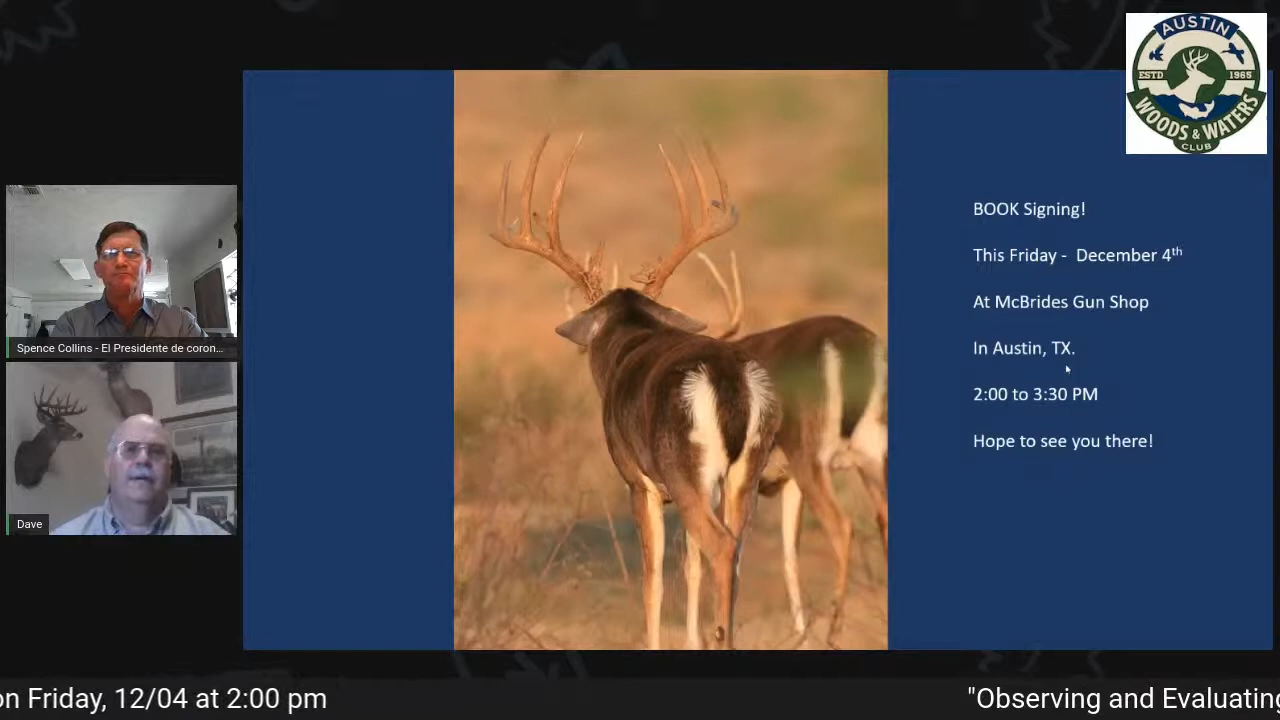 AUSTIN
ESTD 1965
WOODS & WATERS
CLUB
BOOK Signing!
This Friday - December 4th
At McBrides Gun Shop
In Austin, TX.
2:00 to 3:30 PM
Hope to see you there!
Spence Collins - El Presidente de coron...
Dave
on Friday, 12/04 at 2:00 pm
"Observing and Evaluating